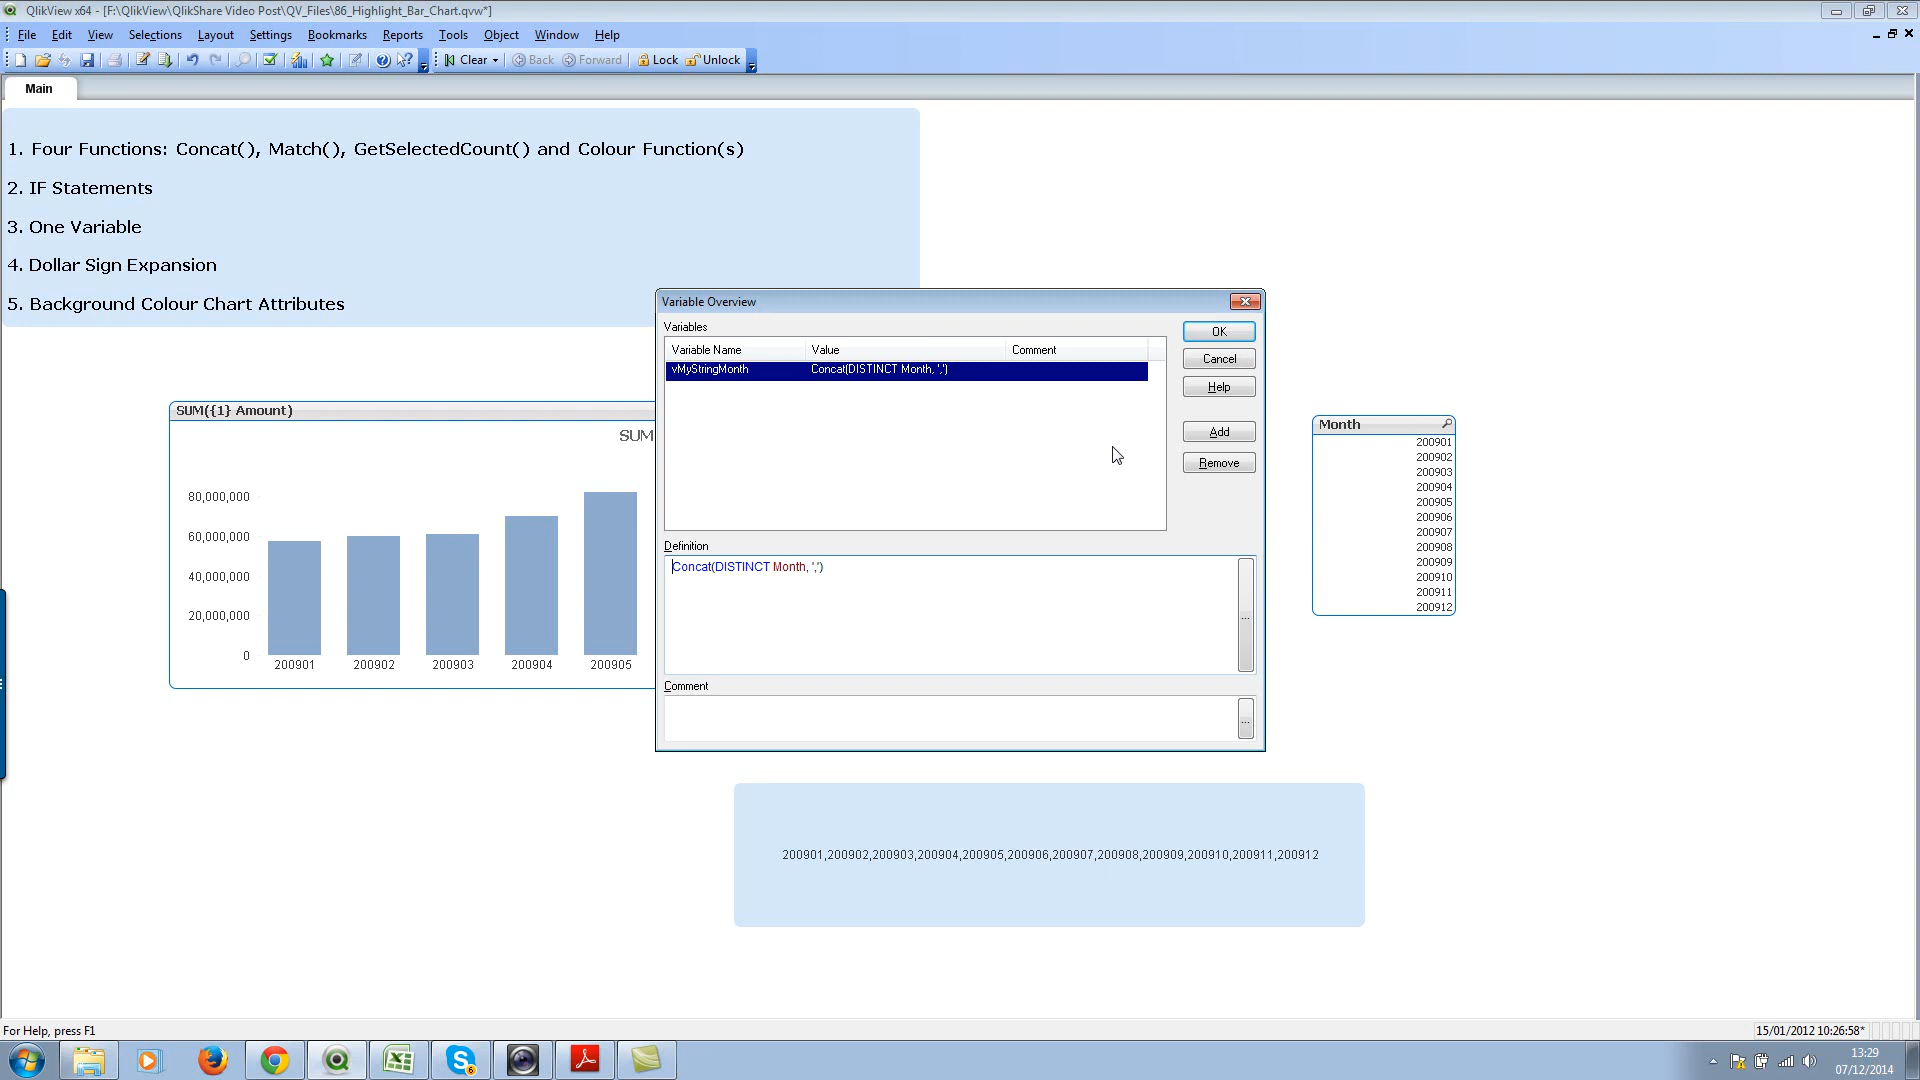 QlikView x64 - [F:\QlikView\QlikShare Video Post\QV_Files\86_Highlight_Bar_Chart.qvw*]
File Edit View Selections Layout Settings Bookmarks Reports Tools Object Window Help
Clear Back Forward Lock Unlock
Main
1. Four Functions: Concat(), Match(), GetSelectedCount() and Colour Function(s)
2. IF Statements
3. One Variable
4. Dollar Sign Expansion
5. Background Colour Chart Attributes
Variable Overview
Variables
Variable Name Value Comment
vMyStringMonth Concat(DISTINCT Month, ',')
OK
Cancel
Help
Add
Remove
Definition
Concat(DISTINCT Month, ',')
Comment
...
...
SUM({1} Amount)
SUM
80,000,000
60,000,000
40,000,000
20,000,000
0
200901 200902 200903 200904 200905
Month
200901
200902
200903
200904
200905
200906
200907
200908
200909
200910
200911
200912
200901,200902,200903,200904,200905,200906,200907,200908,200909,200910,200911,200912
For Help, press F1
15/01/2012 10:26:58*
6
13:29
07/12/2014